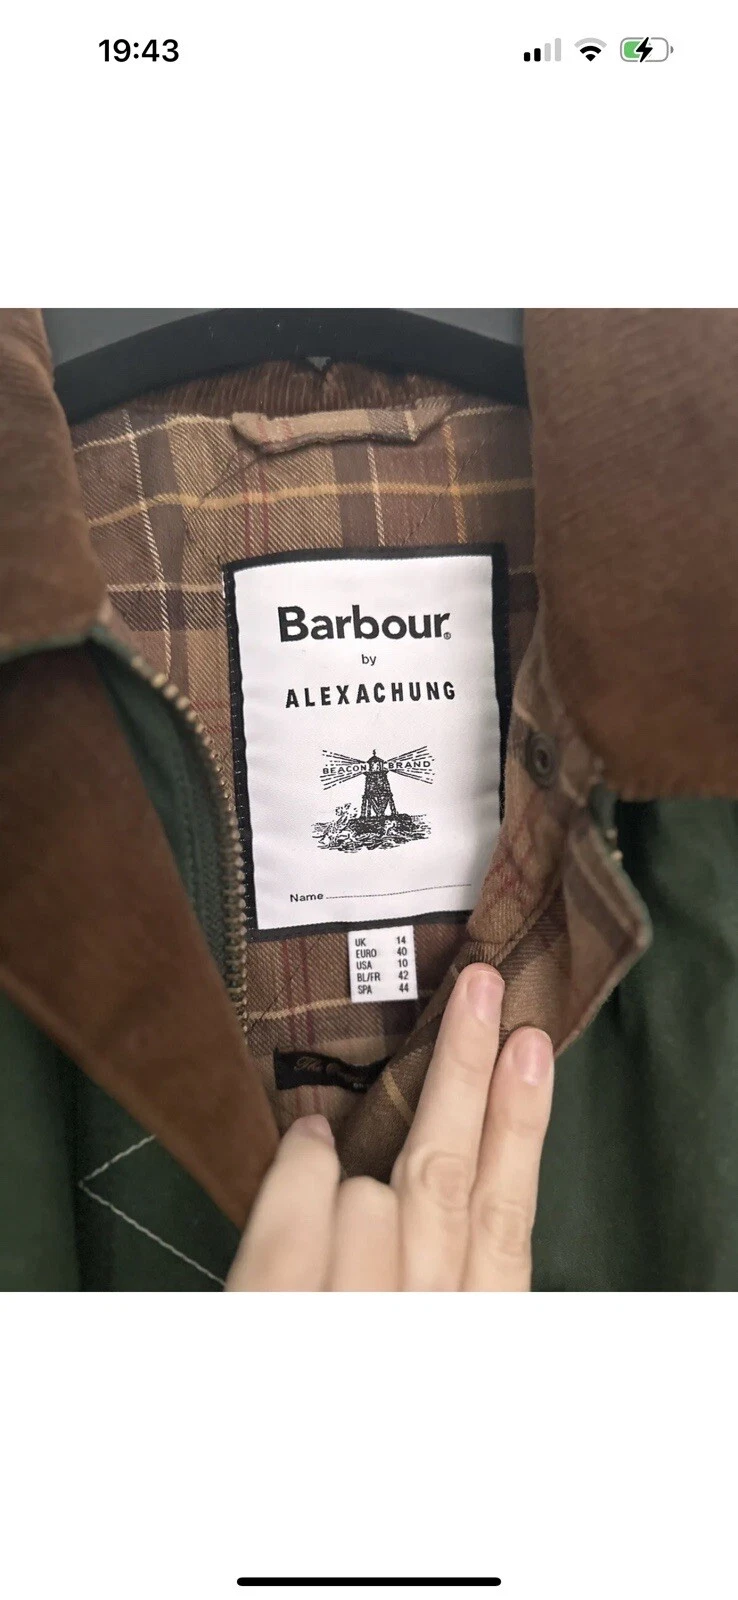 19:43
Barbour®
by
ALEXACHUNG
BEACON BRAND
Name
UK 14
EURO 40
USA 10
BL/FR 42
SPA 44
The